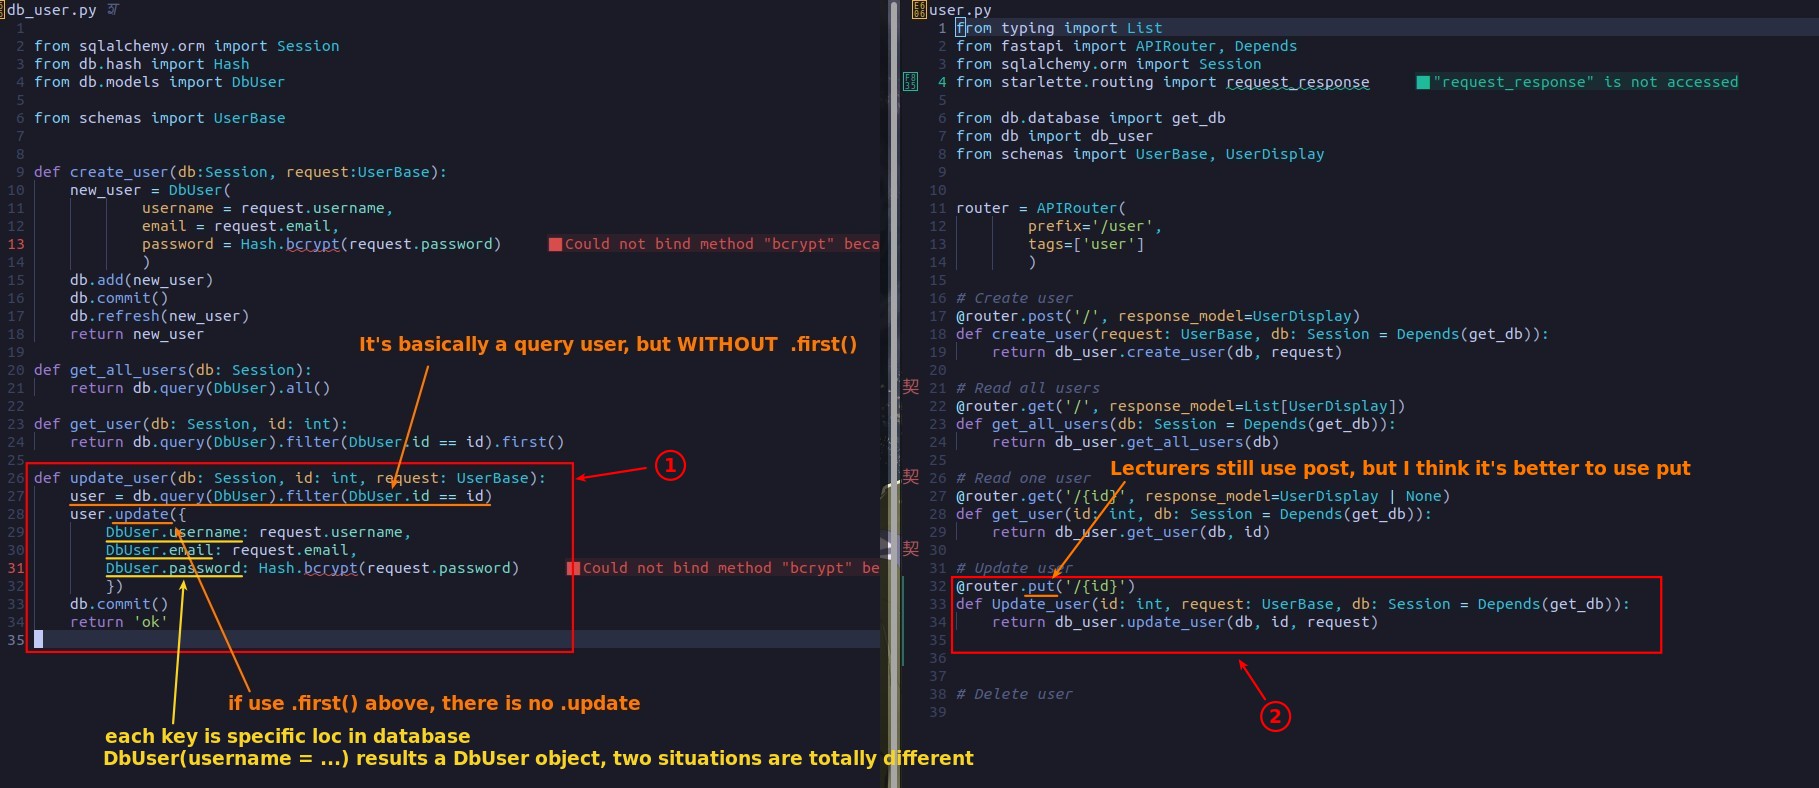 db_user.py
1
2 from sqlalchemy.orm import Session
3 from db.hash import Hash
4 from db.models import DbUser
5
6 from schemas import UserBase
7
8
9 def create_user(db:Session, request:UserBase):
10     new_user = DbUser(
11             username = request.username,
12             email = request.email,
13             password = Hash.bcrypt(request.password)     Could not bind method "bcrypt" beca
14             )
15     db.add(new_user)
16     db.commit()
17     db.refresh(new_user)
18     return new_user
It's basically a query user, but WITHOUT .first()
19
20 def get_all_users(db: Session):
21     return db.query(DbUser).all()
22
23 def get_user(db: Session, id: int):
24     return db.query(DbUser).filter(DbUser.id == id).first()
25
1
26 def update_user(db: Session, id: int, request: UserBase):
27     user = db.query(DbUser).filter(DbUser.id == id)
28     user.update({
29         DbUser.username: request.username,
30         DbUser.email: request.email,
31         DbUser.password: Hash.bcrypt(request.password)     Could not bind method "bcrypt" be
32         })
33     db.commit()
34     return 'ok'
35
if use .first() above, there is no .update
each key is specific loc in database
DbUser(username = ...) results a DbUser object, two situations are totally different
user.py
1 from typing import List
2 from fastapi import APIRouter, Depends
3 from sqlalchemy.orm import Session
4 from starlette.routing import request_response     "request_response" is not accessed
5
6 from db.database import get_db
7 from db import db_user
8 from schemas import UserBase, UserDisplay
9
10
11 router = APIRouter(
12         prefix='/user',
13         tags=['user']
14         )
15
16 # Create user
17 @router.post('/', response_model=UserDisplay)
18 def create_user(request: UserBase, db: Session = Depends(get_db)):
19     return db_user.create_user(db, request)
20
契 21 # Read all users
22 @router.get('/', response_model=List[UserDisplay])
23 def get_all_users(db: Session = Depends(get_db)):
24     return db_user.get_all_users(db)
25
Lecturers still use post, but I think it's better to use put
契 26 # Read one user
27 @router.get('/{id}', response_model=UserDisplay | None)
28 def get_user(id: int, db: Session = Depends(get_db)):
29     return db_user.get_user(db, id)
契 30
31 # Update user
32 @router.put('/{id}')
33 def Update_user(id: int, request: UserBase, db: Session = Depends(get_db)):
34     return db_user.update_user(db, id, request)
35
36
37
38 # Delete user
39
2